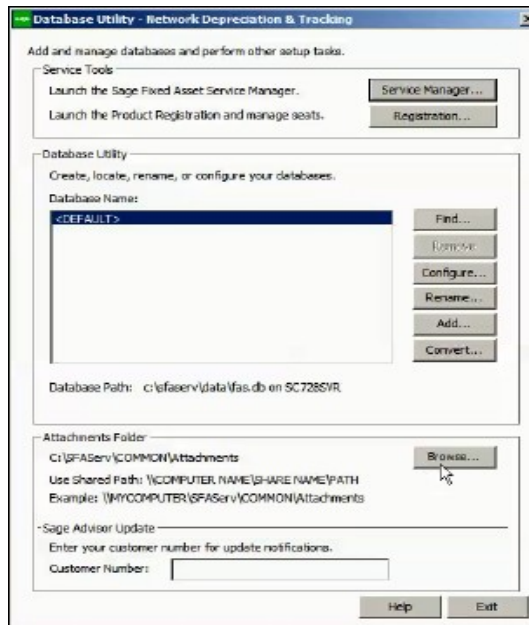 Database Utility - Network Depreciation & Tracking
Add and manage databases and perform other setup tasks.
Service Tools
Launch the Sage Fixed Asset Service Manager.
Service Manager...
Launch the Product Registration and manage seats.
Registration...
Database Utility
Create, locate, rename, or configure your databases.
Database Name:
<DEFAULT>
Find...
Remove
Configure...
Rename...
Add...
Convert...
Database Path: c:\sfaserv\data\fas.db on SC728SVR
Attachments Folder
C:\SFAServ\COMMON\Attachments
Browse...
Use Shared Path: \\COMPUTER NAME\SHARE NAME\PATH
Example: \\MYCOMPUTER\SFAServ\COMMON\Attachments
Sage Advisor Update
Enter your customer number for update notifications.
Customer Number:
Help
Exit